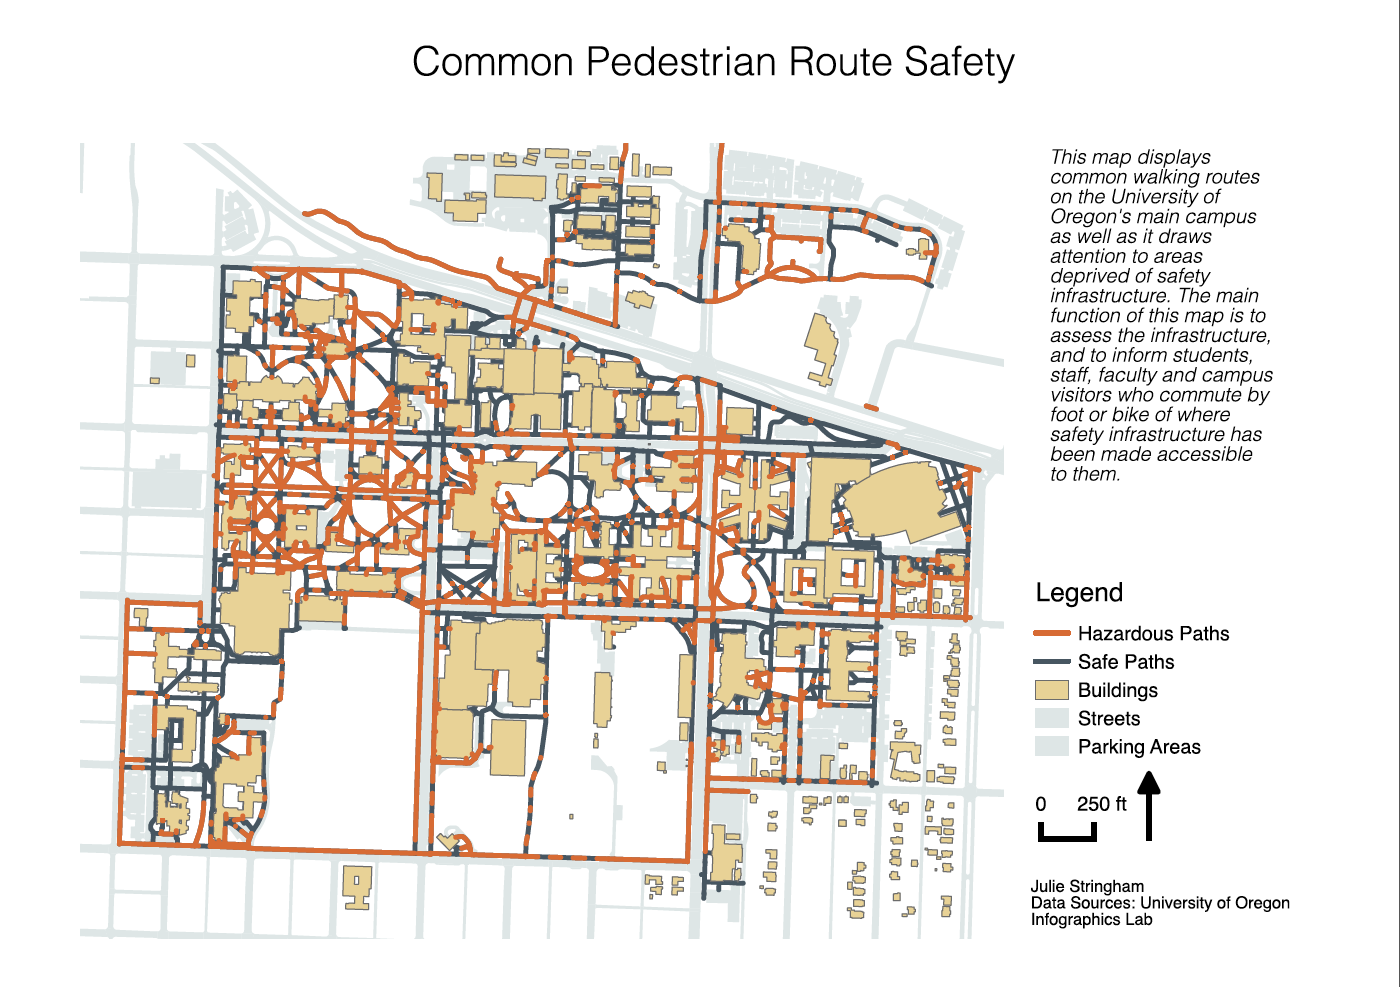 Common Pedestrian Route Safety
This map displays
common walking routes
on the University of
Oregon's main campus
as well as it draws
attention to areas
deprived of safety
infrastructure. The main
function of this map is to
assess the infrastructure,
and to inform students,
staff, faculty and campus
visitors who commute by
foot or bike of where
safety infrastructure has
been made accessible
to them.
Legend
Hazardous Paths
Safe Paths
Buildings
Streets
Parking Areas
0 250 ft
Julie Stringham
Data Sources: University of Oregon
Infographics Lab